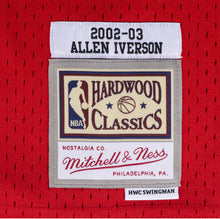 2002-03
ALLEN IVERSON
NBA
HARDWOOD
CLASSICS
NOSTALGIA CO.
Mitchell & Ness
PHILADELPHIA, PA.
HWC SWINGMAN